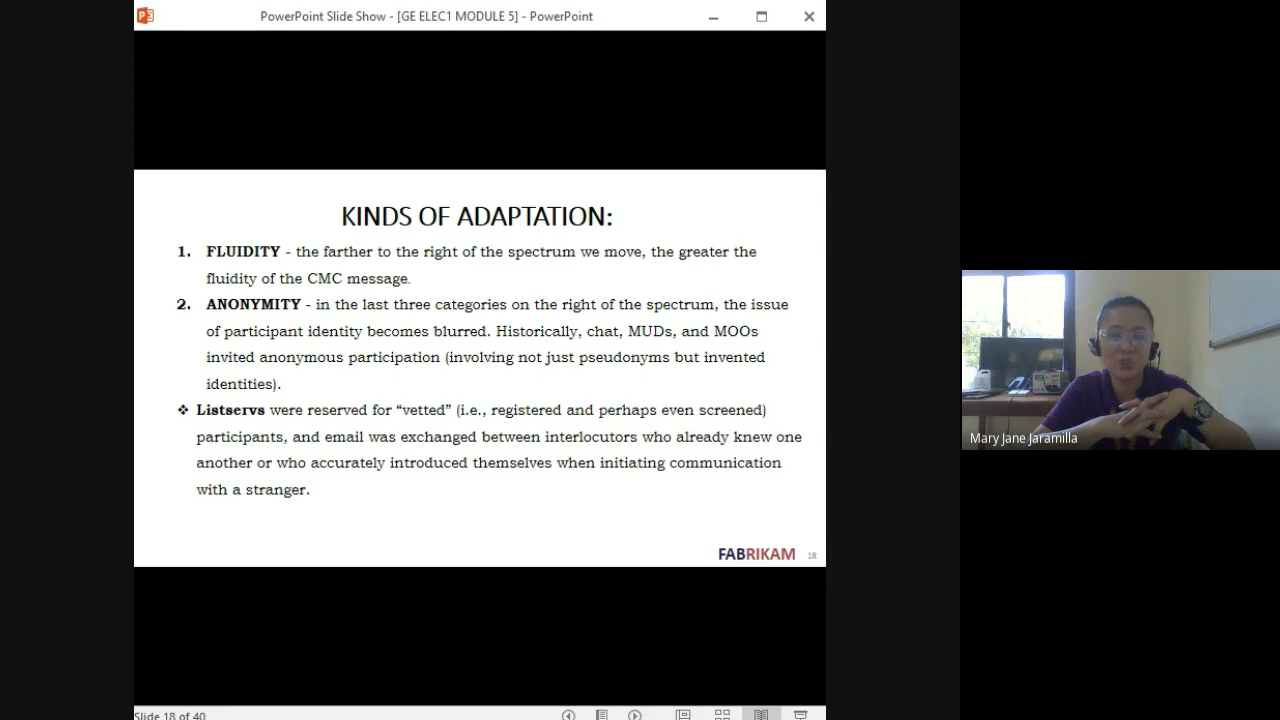 PowerPoint Slide Show - [GE ELEC1 MODULE 5] - PowerPoint
KINDS OF ADAPTATION:
1. FLUIDITY - the farther to the right of the spectrum we move, the greater the
fluidity of the CMC message.
2. ANONYMITY - in the last three categories on the right of the spectrum, the issue
of participant identity becomes blurred. Historically, chat, MUDs, and MOOs
invited anonymous participation (involving not just pseudonyms but invented
identities).
❖ Listservs were reserved for “vetted” (i.e., registered and perhaps even screened)
participants, and email was exchanged between interlocutors who already knew one
another or who accurately introduced themselves when initiating communication
with a stranger.
FABRIKAM 18
Slide 18 of 40
Mary Jane Jaramilla